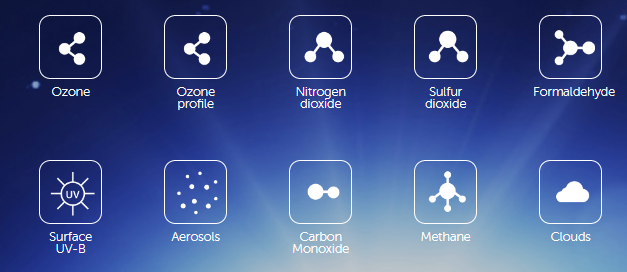 Ozone
Ozone
profile
Nitrogen
dioxide
Sulfur
dioxide
Formaldehyde
UV
Surface
UV-B
Aerosols
Carbon
Monoxide
Methane
Clouds